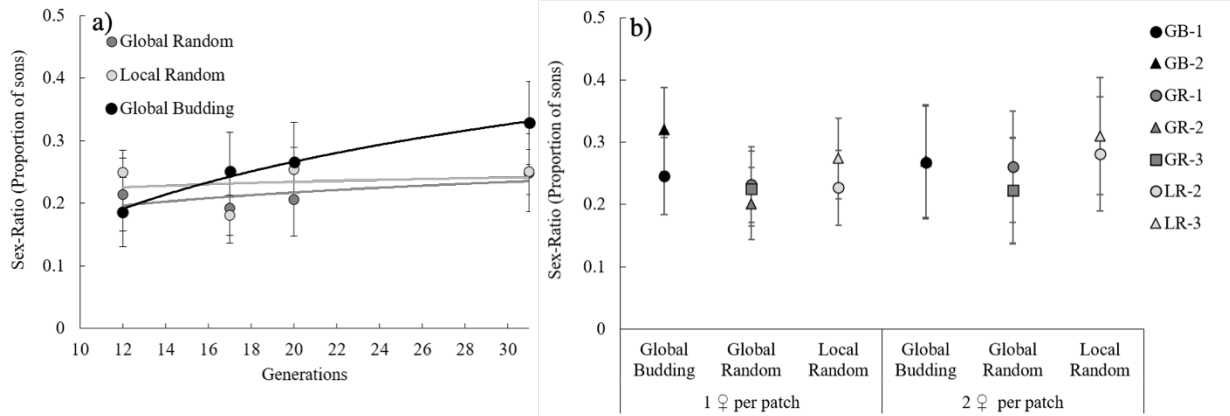 a)
Sex-Ratio (Proportion of sons)
0.5
0.4
0.3
0.2
0.1
0
Global Random
Local Random
Global Budding
10 12 14 16 18 20 22 24 26 28 30
Generations
b)
Sex-Ratio (Proportion of sons)
0.5
0.4
0.3
0.2
0.1
0
Global Budding
Global Random
Local Random
Global Budding
Global Random
Local Random
1 ♀ per patch
2 ♀ per patch
GB-1
GB-2
GR-1
GR-2
GR-3
LR-2
LR-3